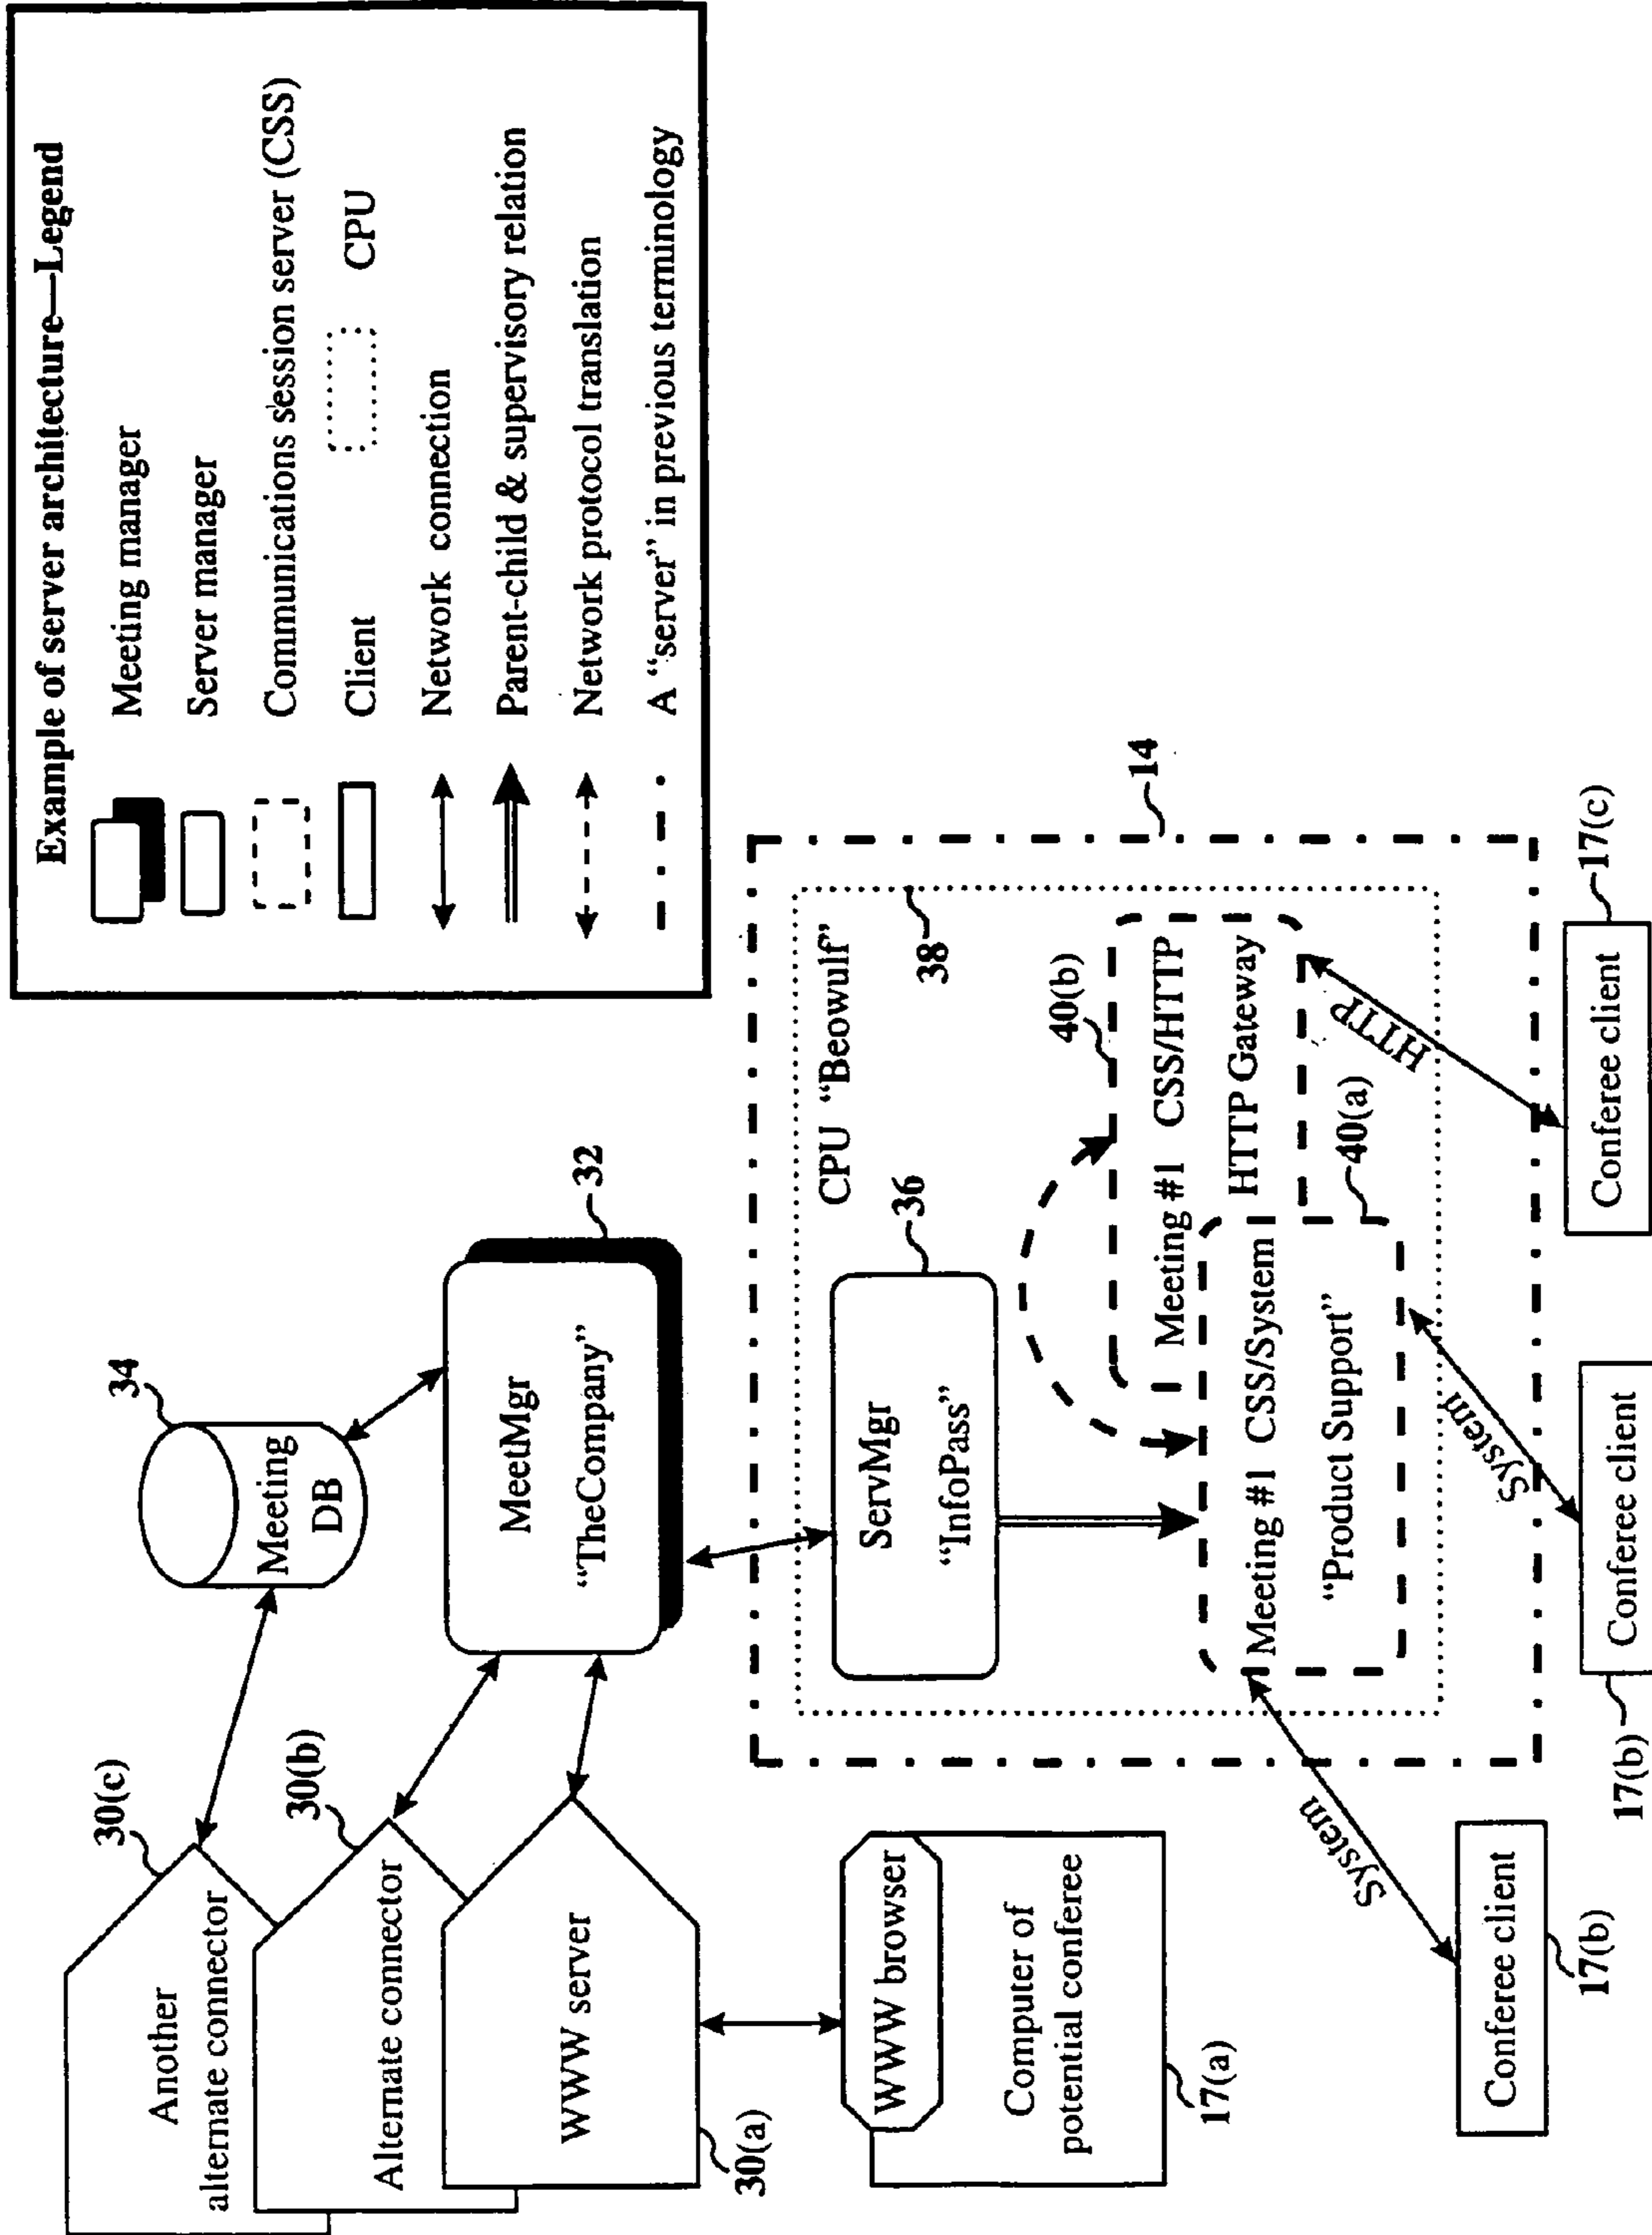 Example of server architecture—Legend
Meeting manager
Server manager
Communications session server (CSS)
Client
CPU
Network connection
Parent-child & supervisory relation
Network protocol translation
A “server” in previous terminology
30(c)
Another
alternate connector
30(b)
Alternate connector
WWW server
30(a)
34
Meeting
DB
MeetMgr
“TheCompany”
32
WWW browser
Computer of
potential conferee
17(a)
14
CPU “Beowulf”
38
ServMgr
“InfoPass”
36
40(b)
Meeting #1 CSS/HTTP
HTTP Gateway
Meeting #1 CSS/System
“Product Support”
40(a)
System
System
HTTP
Conferee client
17(b)
Conferee client
17(b)
Conferee client
17(c)